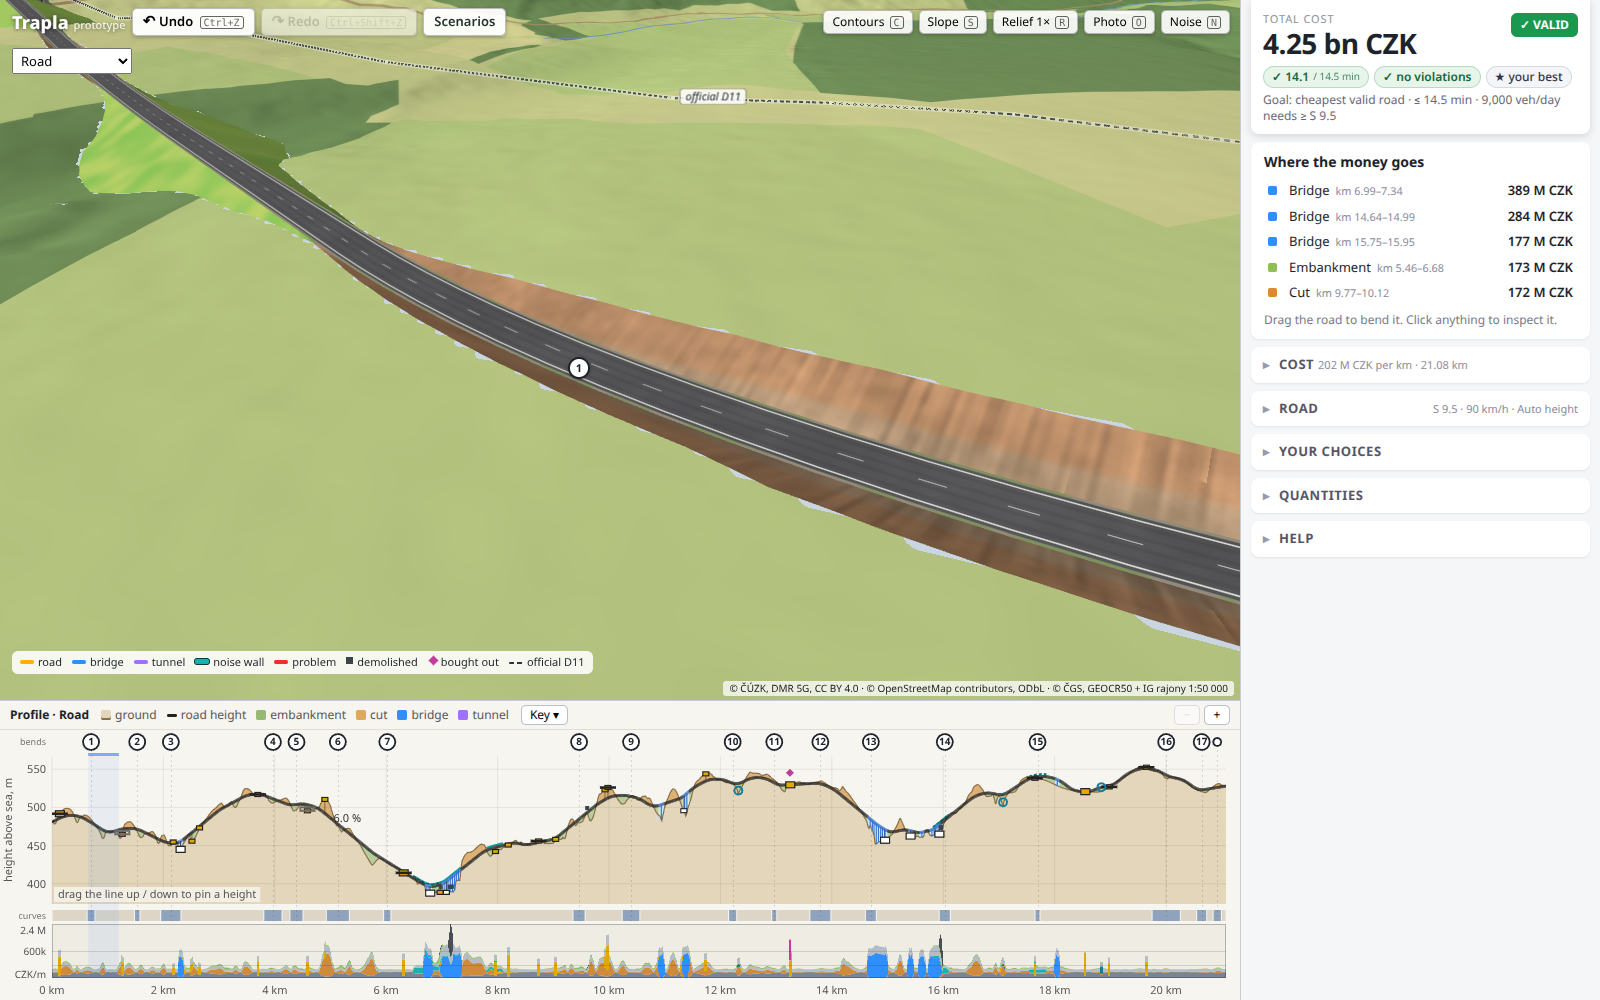 Trapla prototype
↶ Undo Ctrl+Z
↷ Redo Ctrl+Shift+Z
Scenarios
Contours C
Slope S
Relief 1× R
Photo O
Noise N
Road
official D11
1
road bridge tunnel noise wall problem demolished bought out official D11
© ČÚZK, DMR 5G, CC BY 4.0 · © OpenStreetMap contributors, ODbL · © ČGS, GEOCR50 + IG rajony 1:50 000
TOTAL COST
✓ VALID
4.25 bn CZK
✓ 14.1 / 14.5 min
✓ no violations
★ your best
Goal: cheapest valid road · ≤ 14.5 min · 9,000 veh/day
needs ≥ S 9.5
Where the money goes
Bridge km 6.99–7.34 389 M CZK
Bridge km 14.64–14.99 284 M CZK
Bridge km 15.75–15.95 177 M CZK
Embankment km 5.46–6.68 173 M CZK
Cut km 9.77–10.12 172 M CZK
Drag the road to bend it. Click anything to inspect it.
▸ COST 202 M CZK per km · 21.08 km
▸ ROAD S 9.5 · 90 km/h · Auto height
▸ YOUR CHOICES
▸ QUANTITIES
▸ HELP
Profile · Road ground road height embankment cut bridge tunnel Key ▾ − +
bends 1 2 3 4 5 6 7 8 9 10 11 12 13 14 15 16 17
height above sea, m
550
500
450
400
6.0 %
drag the line up / down to pin a height
curves
2.4 M
600k
CZK/m
0 km 2 km 4 km 6 km 8 km 10 km 12 km 14 km 16 km 18 km 20 km